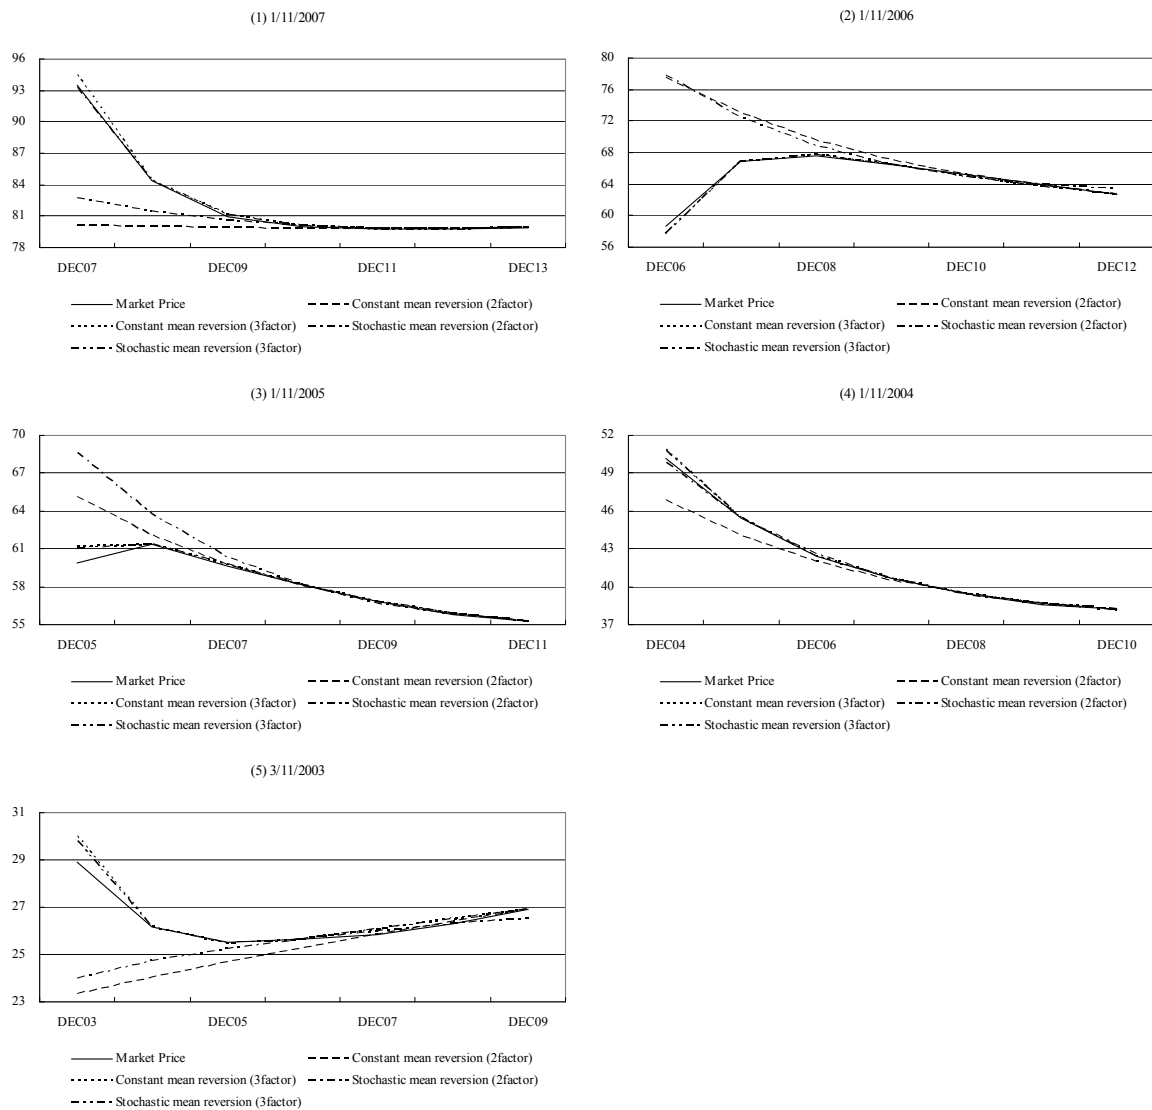 (1) 1/11/2007
96
93
90
87
84
81
78
DEC07 DEC09 DEC11 DEC13
Market Price Constant mean reversion (2factor)
Constant mean reversion (3factor) Stochastic mean reversion (2factor)
Stochastic mean reversion (3factor)
(2) 1/11/2006
80
76
72
68
64
60
56
DEC06 DEC08 DEC10 DEC12
Market Price Constant mean reversion (2factor)
Constant mean reversion (3factor) Stochastic mean reversion (2factor)
Stochastic mean reversion (3factor)
(3) 1/11/2005
70
67
64
61
58
55
DEC05 DEC07 DEC09 DEC11
Market Price Constant mean reversion (2factor)
Constant mean reversion (3factor) Stochastic mean reversion (2factor)
Stochastic mean reversion (3factor)
(4) 1/11/2004
52
49
46
43
40
37
DEC04 DEC06 DEC08 DEC10
Market Price Constant mean reversion (2factor)
Constant mean reversion (3factor) Stochastic mean reversion (2factor)
Stochastic mean reversion (3factor)
(5) 3/11/2003
31
29
27
25
23
DEC03 DEC05 DEC07 DEC09
Market Price Constant mean reversion (2factor)
Constant mean reversion (3factor) Stochastic mean reversion (2factor)
Stochastic mean reversion (3factor)